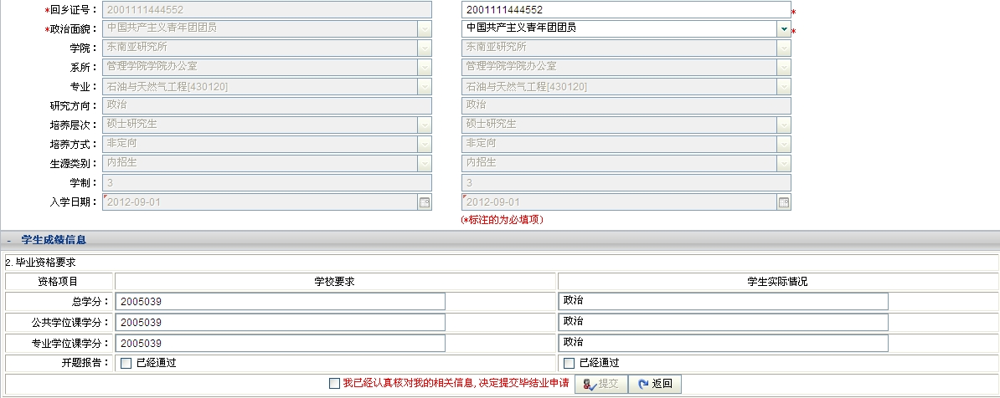 *回乡证号： 2001111444552 2001111444552 *
*政治面貌： 中国共产主义青年团团员 中国共产主义青年团团员 *
学院： 东南亚研究所 东南亚研究所
系所： 管理学院学院办公室 管理学院学院办公室
专业： 石油与天然气工程[430120] 石油与天然气工程[430120]
研究方向： 政治 政治
培养层次： 硕士研究生 硕士研究生
培养方式： 非定向 非定向
生源类别： 内招生 内招生
学制： 3 3
入学日期： 2012-09-01 2012-09-01
(*标注的为必填项)
- 学生成绩信息
2. 毕业资格要求
资格项目 学校要求 学生实际情况
总学分： 2005039 政治
公共学位课学分： 2005039 政治
专业学位课学分： 2005039 政治
开题报告： 已经通过 已经通过
我已经认真核对我的相关信息, 决定提交毕结业申请 提交 返回